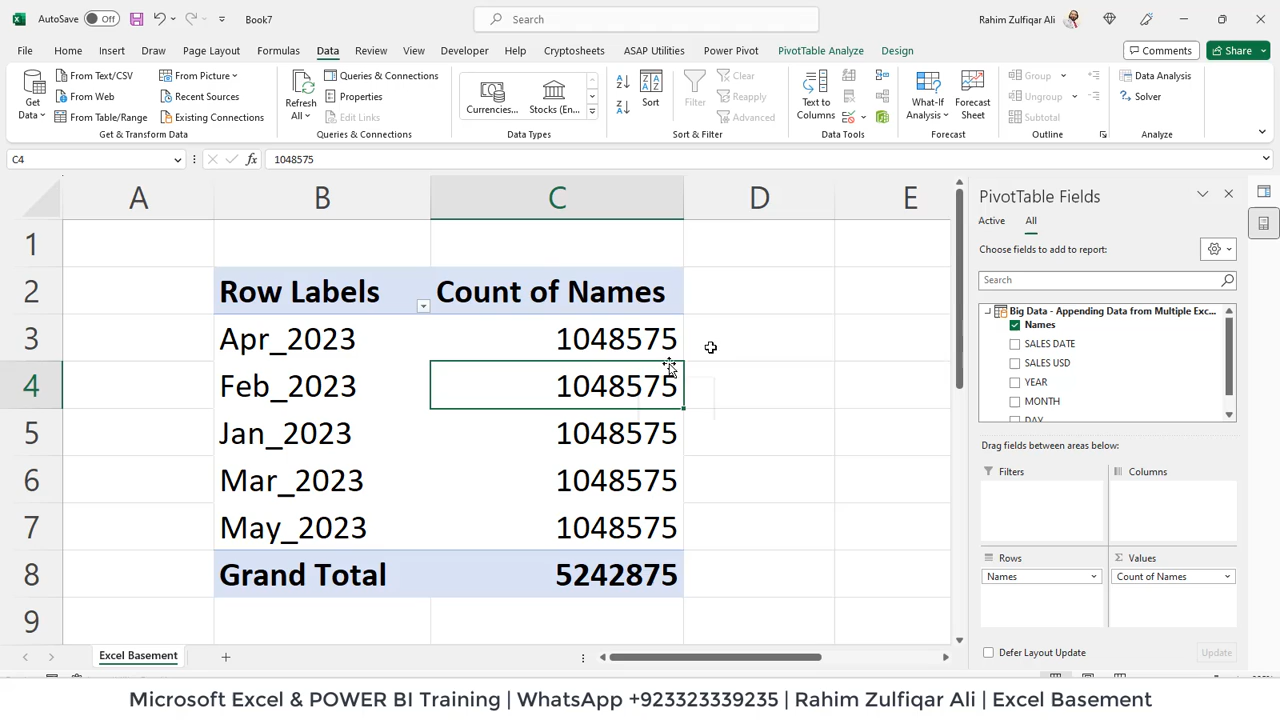 AutoSave Off Book7 Search Rahim Zulfiqar Ali
File Home Insert Draw Page Layout Formulas Data Review View Developer Help Cryptosheets ASAP Utilities Power Pivot PivotTable Analyze Design Comments Share
Get Data
From Text/CSV
From Web
From Table/Range
From Picture
Recent Sources
Existing Connections
Get & Transform Data
Refresh All
Queries & Connections
Properties
Edit Links
Queries & Connections
Currencies...
Stocks (En...
Data Types
Sort
Filter
Clear
Reapply
Advanced
Sort & Filter
Text to Columns
Data Tools
What-If Analysis
Forecast Sheet
Forecast
Group
Ungroup
Subtotal
Outline
Data Analysis
Solver
Analyze
C4 fx 1048575
A B C D E
1
2 Row Labels Count of Names
3 Apr_2023 1048575
4 Feb_2023 1048575
5 Jan_2023 1048575
6 Mar_2023 1048575
7 May_2023 1048575
8 Grand Total 5242875
9
PivotTable Fields
Active All
Choose fields to add to report:
Search
Big Data - Appending Data from Multiple Exc...
Names
SALES DATE
SALES USD
YEAR
MONTH
Drag fields between areas below:
Filters Columns
Rows Σ Values
Names Count of Names
Defer Layout Update Update
Excel Basement
Microsoft Excel & POWER BI Training | WhatsApp +923323339235 | Rahim Zulfiqar Ali | Excel Basement